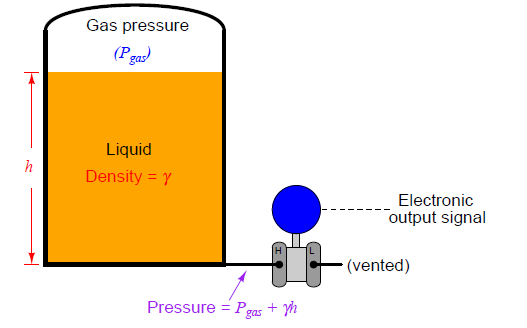 Gas pressure
(Pgas)
h
Liquid
Density = γ
H
L
Electronic
output signal
(vented)
Pressure = Pgas + γh